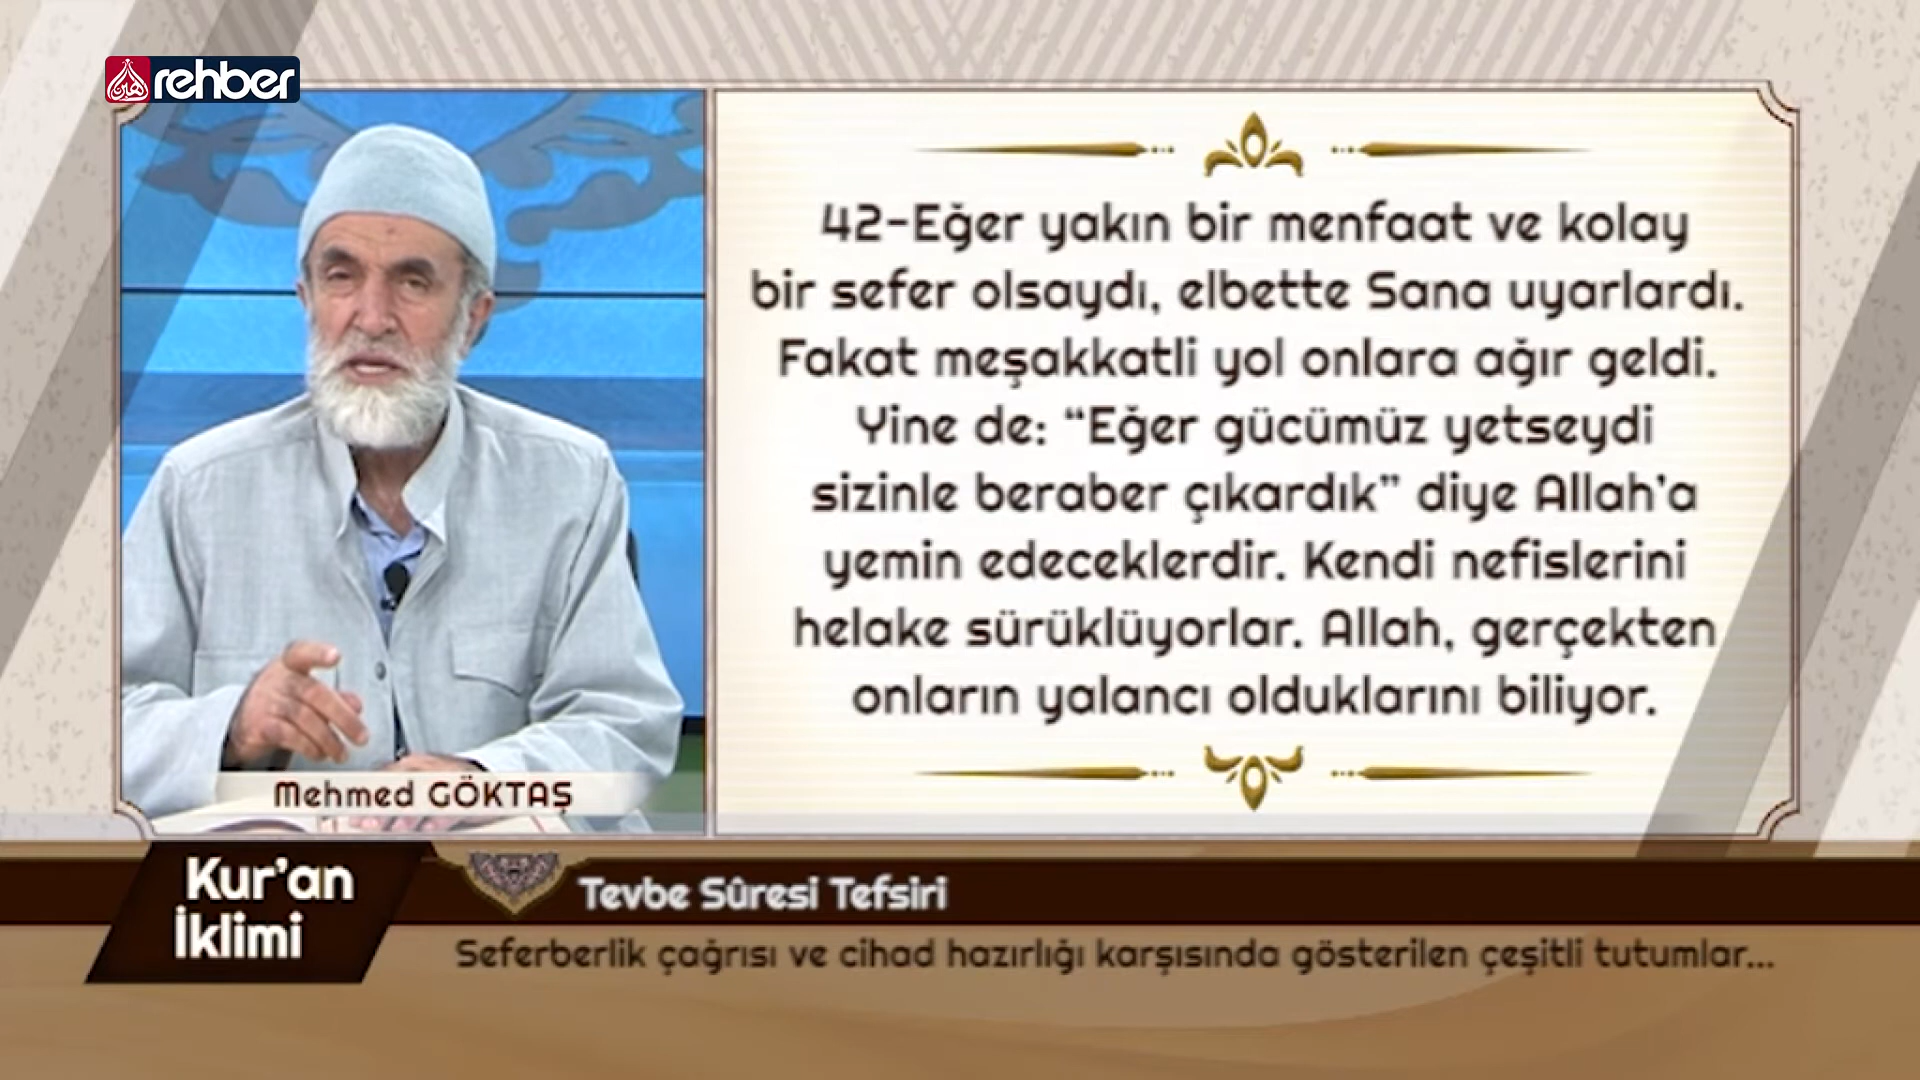 rehber
42-Eğer yakın bir menfaat ve kolay
bir sefer olsaydı, elbette Sana uyarlardı.
Fakat meşakkatli yol onlara ağır geldi.
Yine de: “Eğer gücümüz yetseydi
sizinle beraber çıkardık” diye Allah’a
yemin edeceklerdir. Kendi nefislerini
helake sürüklüyorlar. Allah, gerçekten
onların yalancı olduklarını biliyor.
Mehmed GÖKTAŞ
Kur’an
İklimi
Tevbe Sûresi Tefsiri
Seferberlik çağrısı ve cihad hazırlığı karşısında gösterilen çeşitli tutumlar...